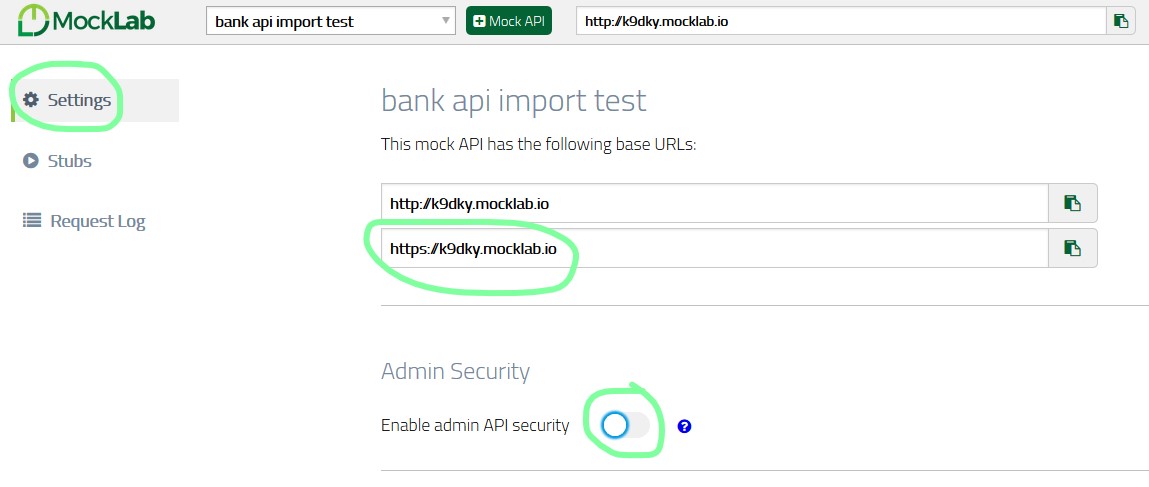 MockLab
bank api import test
Mock API
http://k9dky.mocklab.io
Settings
Stubs
Request Log
bank api import test
This mock API has the following base URLs:
http://k9dky.mocklab.io
https://k9dky.mocklab.io
Admin Security
Enable admin API security